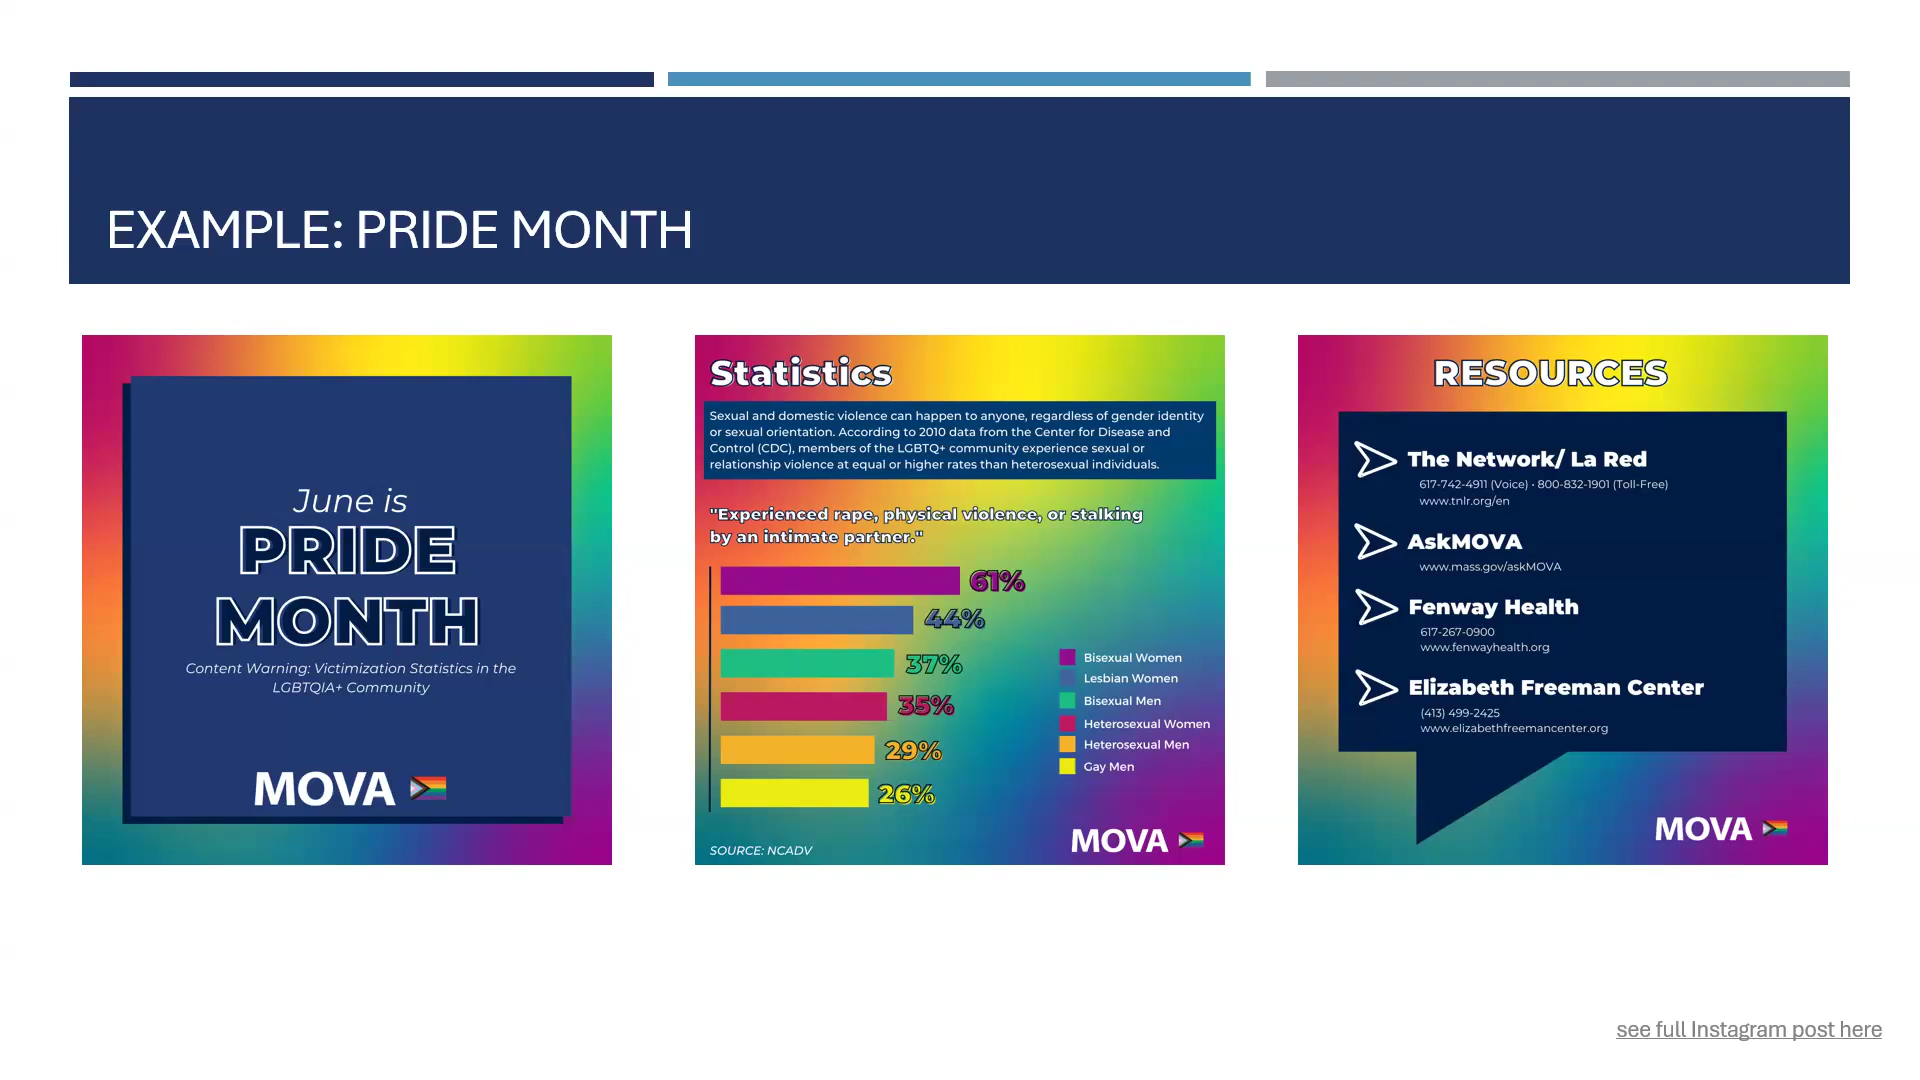 EXAMPLE: PRIDE MONTH
June is
PRIDE
MONTH
Content Warning: Victimization Statistics in the
LGBTQIA+ Community
MOVA
Statistics
Sexual and domestic violence can happen to anyone, regardless of gender identity
or sexual orientation. According to 2010 data from the Center for Disease and
Control (CDC), members of the LGBTQ+ community experience sexual or
relationship violence at equal or higher rates than heterosexual individuals.
"Experienced rape, physical violence, or stalking
by an intimate partner."
61%
44%
37%
35%
29%
26%
Bisexual Women
Lesbian Women
Bisexual Men
Heterosexual Women
Heterosexual Men
Gay Men
SOURCE: NCADV
MOVA
RESOURCES
The Network/ La Red
617-742-4911 (Voice) • 800-832-1901 (Toll-Free)
www.tnlr.org/en
AskMOVA
www.mass.gov/askMOVA
Fenway Health
617-267-0900
www.fenwayhealth.org
Elizabeth Freeman Center
(413) 499-2425
www.elizabethfreemancenter.org
MOVA
see full Instagram post here